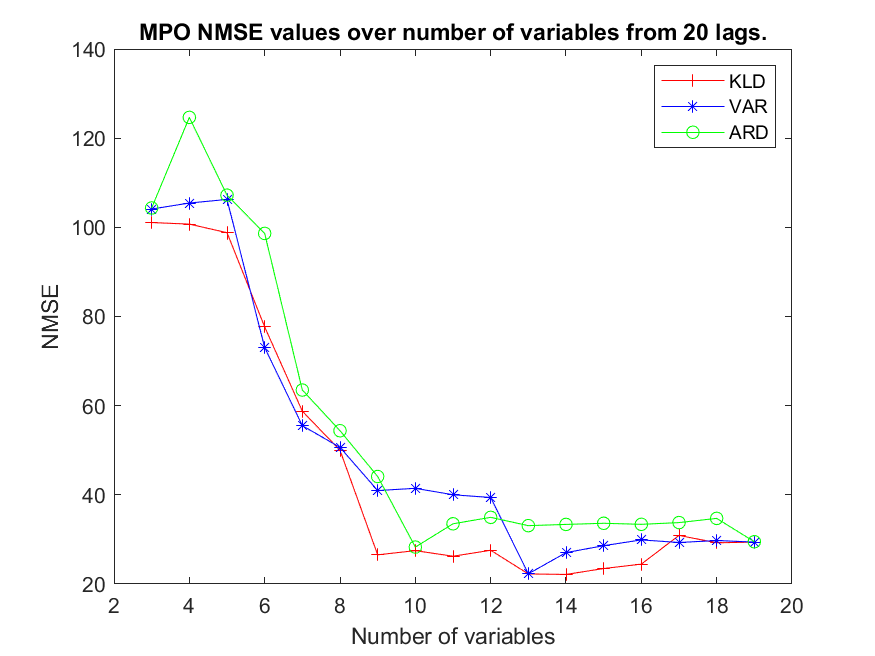 MPO NMSE values over number of variables from 20 lags.
140
120
100
80
60
40
20
NMSE
KLD
VAR
ARD
2 4 6 8 10 12 14 16 18 20
Number of variables